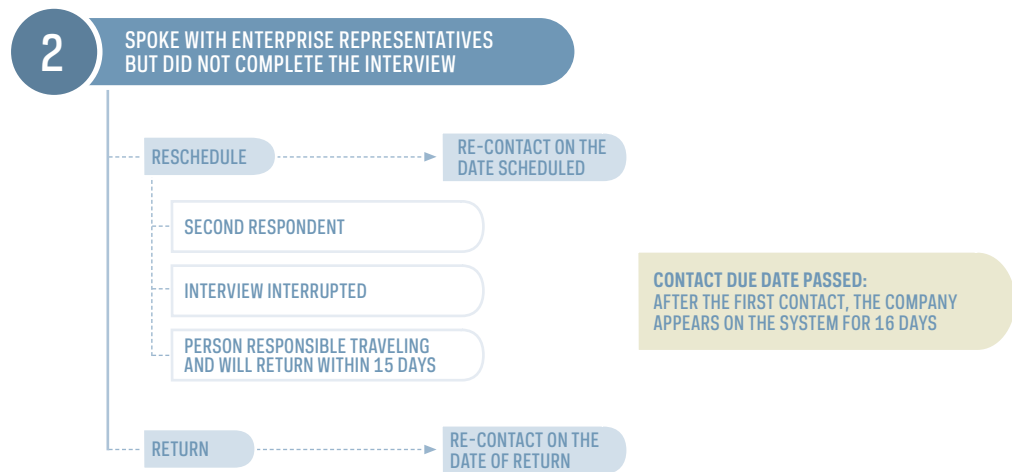 2
SPOKE WITH ENTERPRISE REPRESENTATIVES
BUT DID NOT COMPLETE THE INTERVIEW
RESCHEDULE
RE-CONTACT ON THE
DATE SCHEDULED
SECOND RESPONDENT
INTERVIEW INTERRUPTED
PERSON RESPONSIBLE TRAVELING
AND WILL RETURN WITHIN 15 DAYS
CONTACT DUE DATE PASSED:
AFTER THE FIRST CONTACT, THE COMPANY
APPEARS ON THE SYSTEM FOR 16 DAYS
RETURN
RE-CONTACT ON THE
DATE OF RETURN